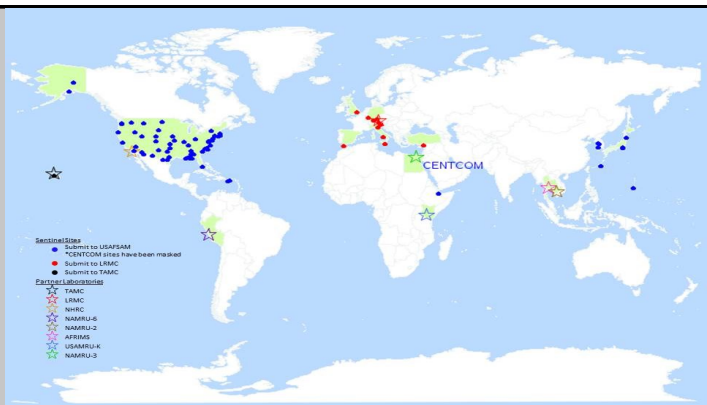 CENTCOM
Sentinel Sites
Submit to USAFSAM
*CENTCOM sites have been masked
Submit to LRMC
Submit to TAMC
Partner Laboratories
TAMC
LRMC
NHRC
NAMRU-6
NAMRU-2
AFRIMS
USAMRU-K
NAMRU-3